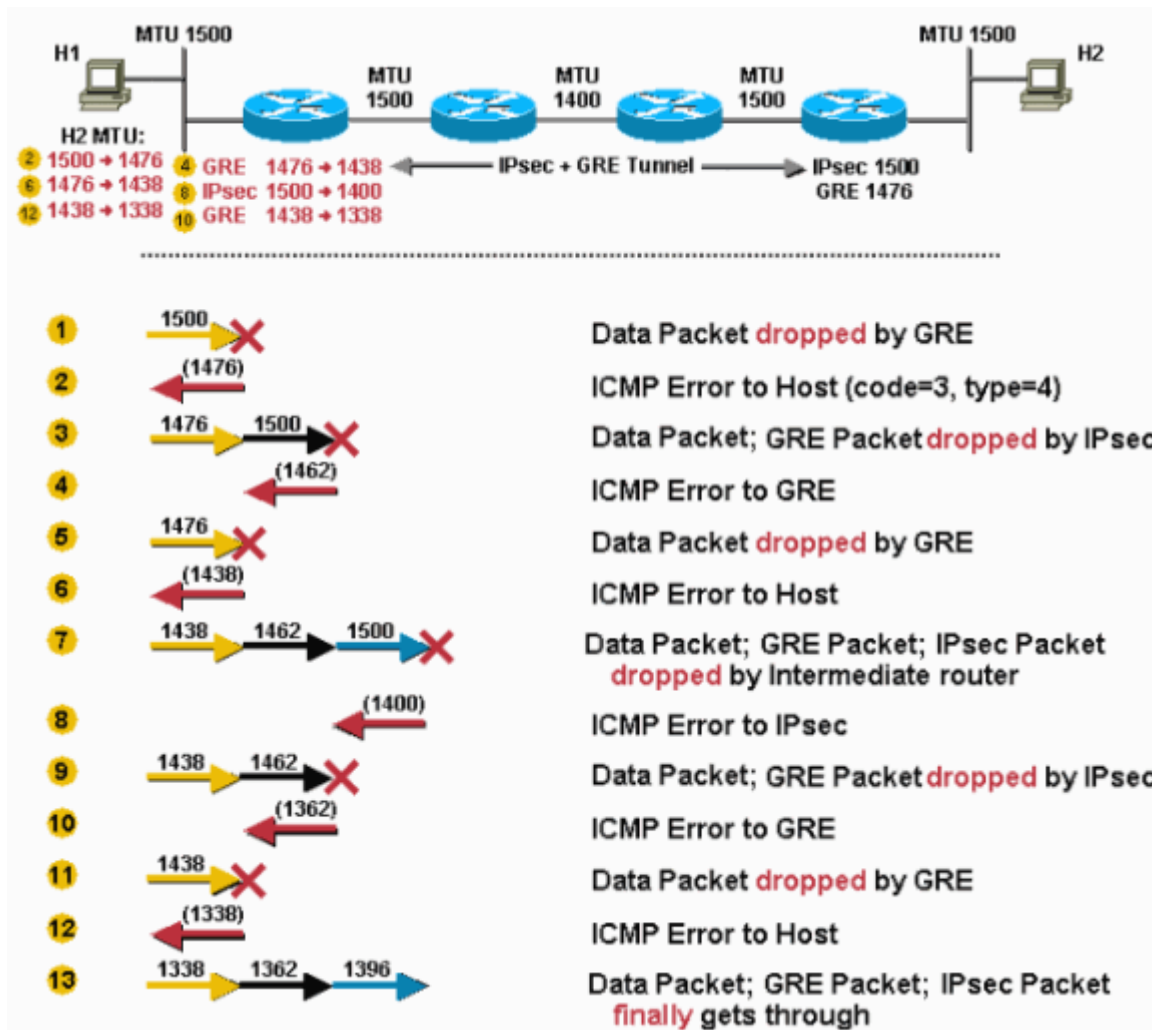 MTU 1500
MTU 1500
H1
H2
MTU
1500
MTU
1400
MTU
1500
H2 MTU:
2 1500 → 1476
6 1476 → 1438
12 1438 → 1338
4 GRE 1476 → 1438
8 IPsec 1500 → 1400
10 GRE 1438 → 1338
IPsec + GRE Tunnel
IPsec 1500
GRE 1476
1 1500 Data Packet dropped by GRE
2 (1476) ICMP Error to Host (code=3, type=4)
3 1476 1500 Data Packet; GRE Packet dropped by IPsec
4 (1462) ICMP Error to GRE
5 1476 Data Packet dropped by GRE
6 (1438) ICMP Error to Host
7 1438 1462 1500 Data Packet; GRE Packet; IPsec Packet
dropped by Intermediate router
8 (1400) ICMP Error to IPsec
9 1438 1462 Data Packet; GRE Packet dropped by IPsec
10 (1362) ICMP Error to GRE
11 1438 Data Packet dropped by GRE
12 (1338) ICMP Error to Host
13 1338 1362 1396 Data Packet; GRE Packet; IPsec Packet
finally gets through